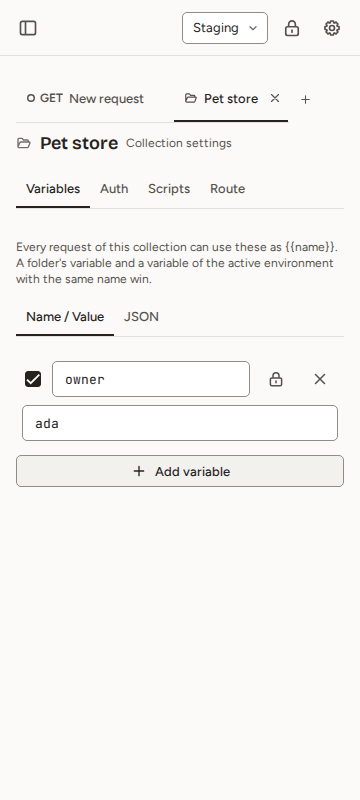 Staging
GET New request
Pet store
Pet store Collection settings
Variables Auth Scripts Route
Every request of this collection can use these as {{name}}.
A folder's variable and a variable of the active environment
with the same name win.
Name / Value JSON
owner
ada
Add variable